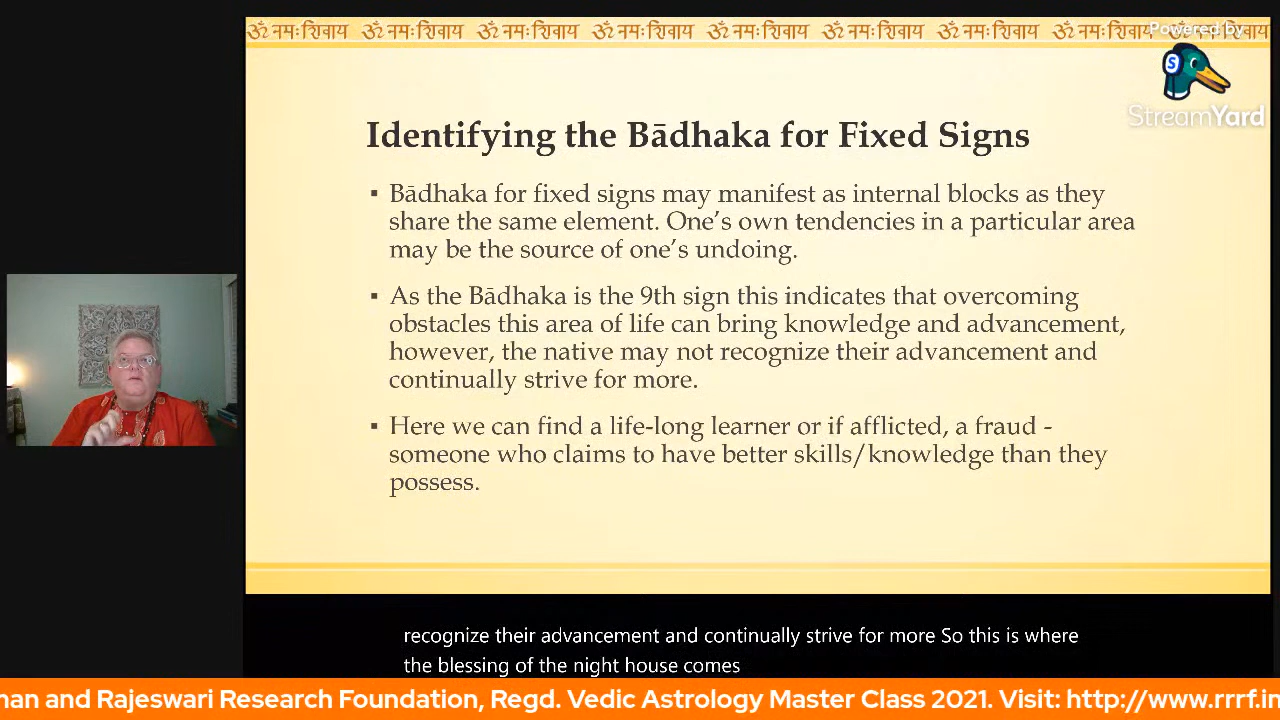 ॐ नमः शिवाय ॐ नमः शिवाय ॐ नमः शिवाय ॐ नमः शिवाय ॐ नमः शिवाय ॐ नमः शिवाय ॐ नमः शिवाय ॐ नमः शिवाय ॐ नमः शिवाय
Powered by
S
StreamYard
Identifying the Bādhaka for Fixed Signs
▪ Bādhaka for fixed signs may manifest as internal blocks as they
share the same element. One’s own tendencies in a particular area
may be the source of one’s undoing.
▪ As the Bādhaka is the 9th sign this indicates that overcoming
obstacles this area of life can bring knowledge and advancement,
however, the native may not recognize their advancement and
continually strive for more.
▪ Here we can find a life-long learner or if afflicted, a fraud -
someone who claims to have better skills/knowledge than they
possess.
recognize their advancement and continually strive for more So this is where
the blessing of the night house comes
man and Rajeswari Research Foundation, Regd. Vedic Astrology Master Class 2021. Visit: http://www.rrrf.in